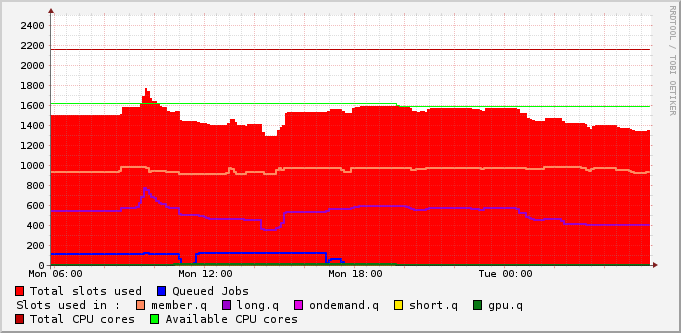 RRDTOOL / TOBI OETIKER
2400
2200
2000
1800
1600
1400
1200
1000
800
600
400
200
0
Mon 06:00 Mon 12:00 Mon 18:00 Tue 00:00
Total slots used Queued Jobs
Slots used in : member.q long.q ondemand.q short.q gpu.q
Total CPU cores Available CPU cores